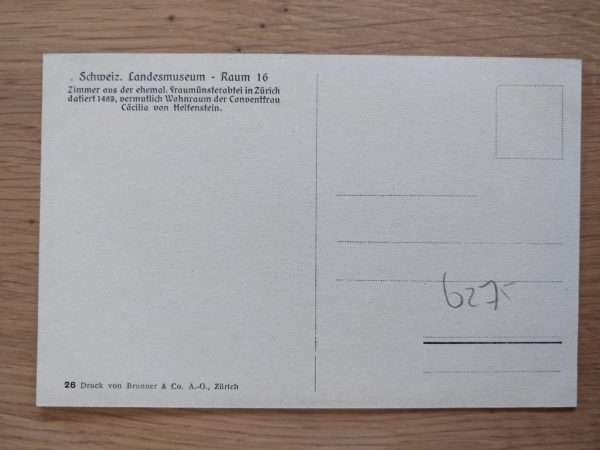 Schweiz. Landesmuseum - Raum 16
Zimmer aus der ehemal. Fraumünsterabtei in Zürich
datiert 1489, vermutlich Wohnraum der Conventfrau
Cäcilia von Helfenstein.
627-
26 Druck von Brunner & Co. A.-G., Zürich